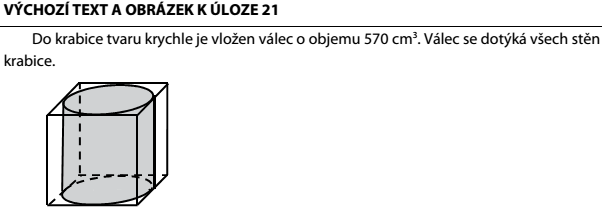 VÝCHOZÍ TEXT A OBRÁZEK K ÚLOZE 21
Do krabice tvaru krychle je vložen válec o objemu 570 cm³. Válec se dotýká všech stěn
krabice.